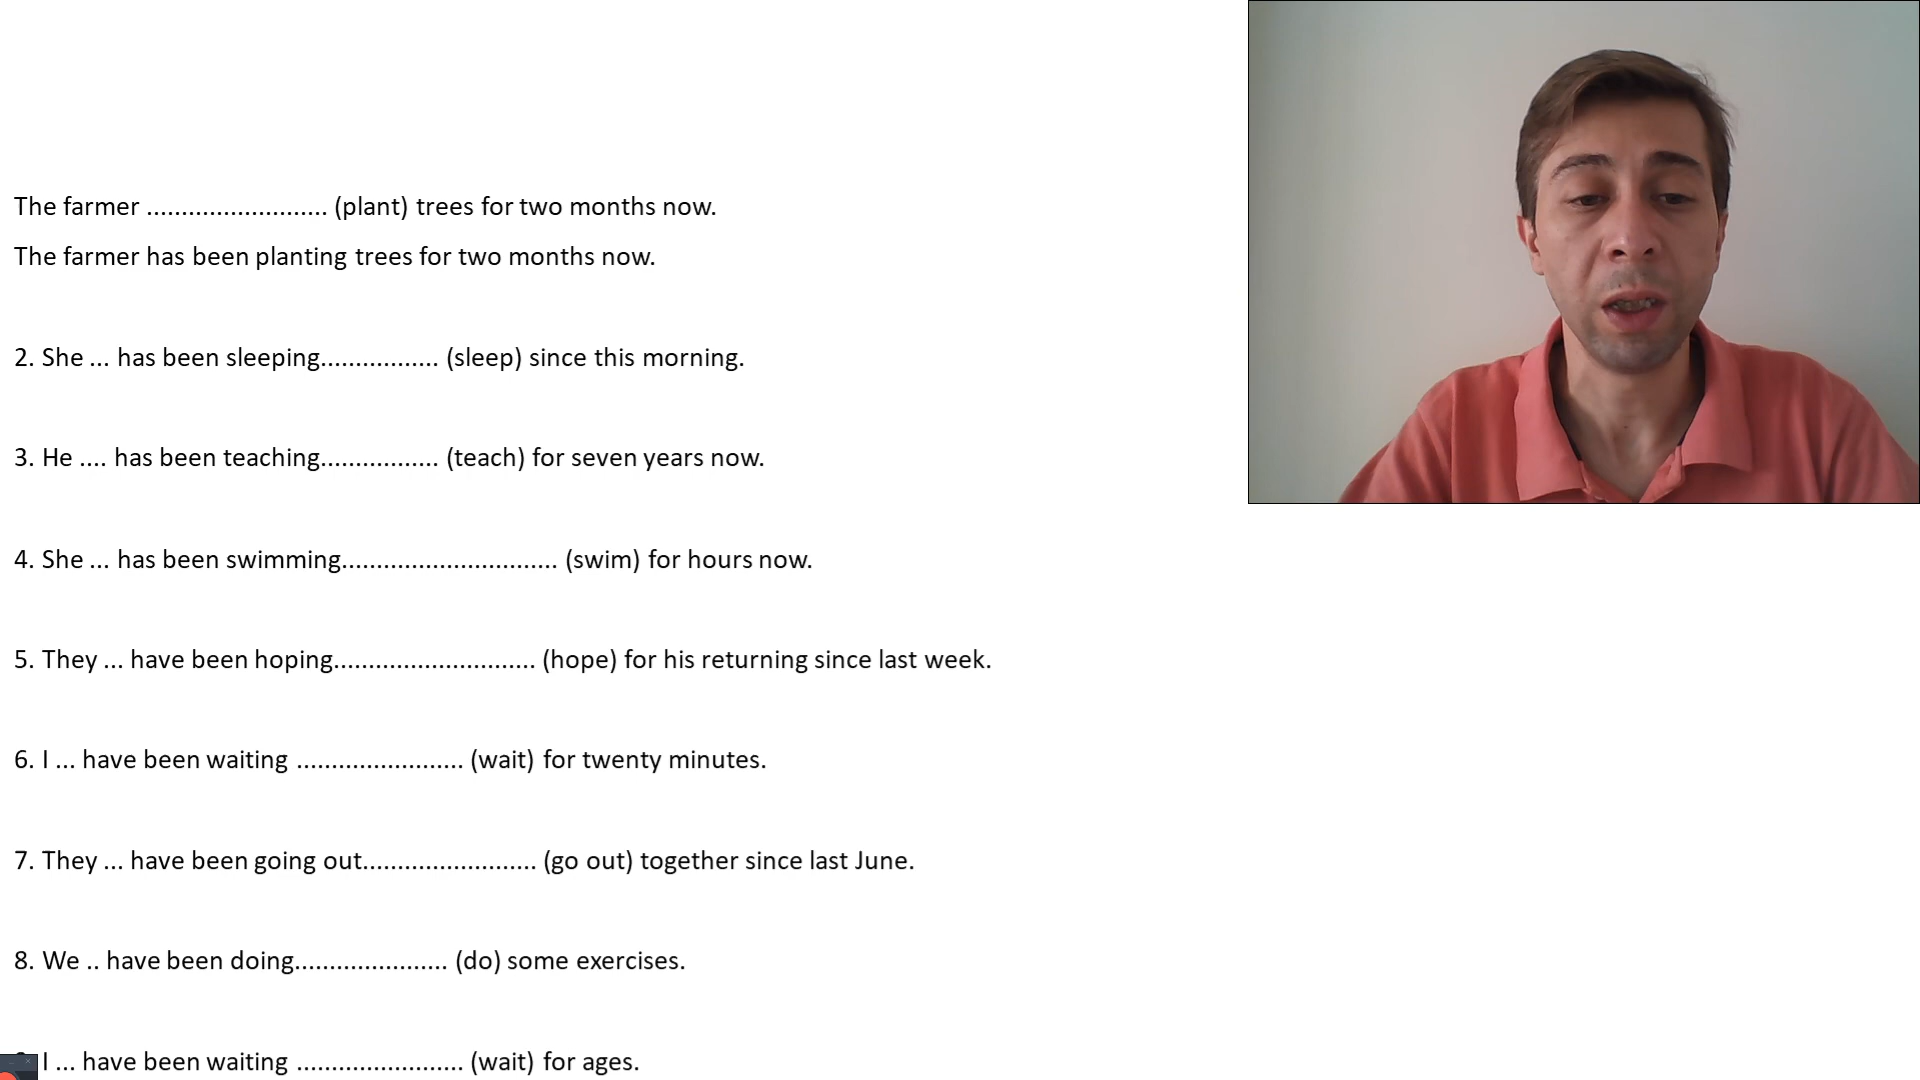 The farmer .......................... (plant) trees for two months now.
The farmer has been planting trees for two months now.
2. She ... has been sleeping................. (sleep) since this morning.
3. He .... has been teaching................. (teach) for seven years now.
4. She ... has been swimming............................... (swim) for hours now.
5. They ... have been hoping............................. (hope) for his returning since last week.
6. I ... have been waiting ........................ (wait) for twenty minutes.
7. They ... have been going out......................... (go out) together since last June.
8. We .. have been doing...................... (do) some exercises.
I ... have been waiting ........................ (wait) for ages.